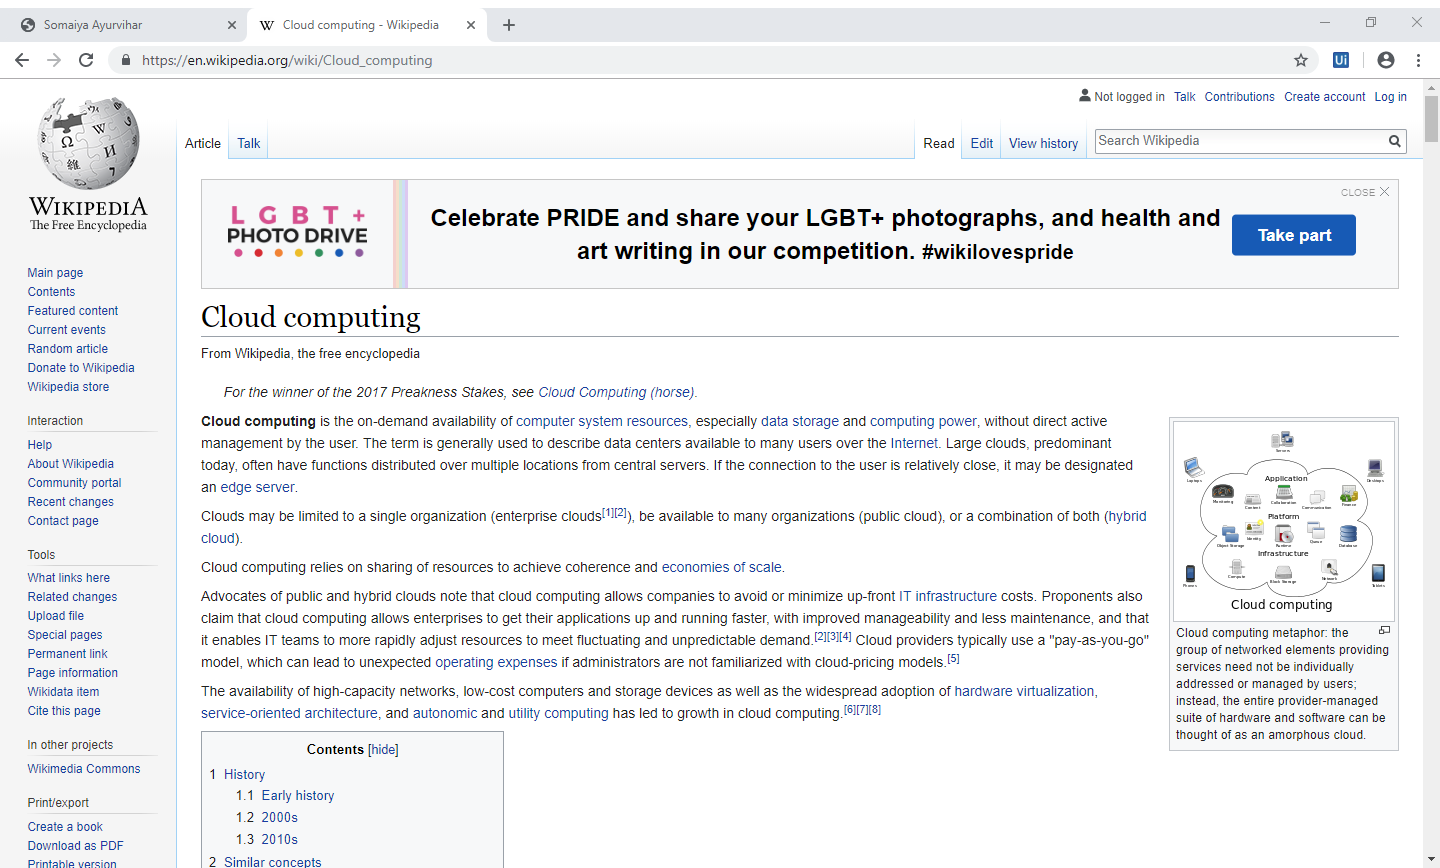 Somaiya Ayurvihar
Cloud computing - Wikipedia
https://en.wikipedia.org/wiki/Cloud_computing
Ui
Not logged in Talk Contributions Create account Log in
Article Talk
Read Edit View history
Search Wikipedia
WIKIPEDIA
The Free Encyclopedia
Main page
Contents
Featured content
Current events
Random article
Donate to Wikipedia
Wikipedia store
Interaction
Help
About Wikipedia
Community portal
Recent changes
Contact page
Tools
What links here
Related changes
Upload file
Special pages
Permanent link
Page information
Wikidata item
Cite this page
In other projects
Wikimedia Commons
Print/export
Create a book
Download as PDF
Printable version
CLOSE
LGBT+
PHOTO DRIVE
Celebrate PRIDE and share your LGBT+ photographs, and health and
art writing in our competition. #wikilovespride
Take part
Cloud computing
From Wikipedia, the free encyclopedia
For the winner of the 2017 Preakness Stakes, see Cloud Computing (horse).
Cloud computing is the on-demand availability of computer system resources, especially data storage and computing power, without direct active
management by the user. The term is generally used to describe data centers available to many users over the Internet. Large clouds, predominant
today, often have functions distributed over multiple locations from central servers. If the connection to the user is relatively close, it may be designated
an edge server.
Clouds may be limited to a single organization (enterprise clouds[1][2]), be available to many organizations (public cloud), or a combination of both (hybrid
cloud).
Cloud computing relies on sharing of resources to achieve coherence and economies of scale.
Advocates of public and hybrid clouds note that cloud computing allows companies to avoid or minimize up-front IT infrastructure costs. Proponents also
claim that cloud computing allows enterprises to get their applications up and running faster, with improved manageability and less maintenance, and that
it enables IT teams to more rapidly adjust resources to meet fluctuating and unpredictable demand.[2][3][4] Cloud providers typically use a "pay-as-you-go"
model, which can lead to unexpected operating expenses if administrators are not familiarized with cloud-pricing models.[5]
The availability of high-capacity networks, low-cost computers and storage devices as well as the widespread adoption of hardware virtualization,
service-oriented architecture, and autonomic and utility computing has led to growth in cloud computing.[6][7][8]
Contents [hide]
1 History
1.1 Early history
1.2 2000s
1.3 2010s
2 Similar concepts
Servers
Laptops
Desktops
Application
Monitoring
Content
Collaboration
Communication
Finance
Platform
Object Storage
Identity
Runtime
Queue
Database
Infrastructure
Compute
Block Storage
Network
Phones
Tablets
Cloud computing
Cloud computing metaphor: the
group of networked elements providing
services need not be individually
addressed or managed by users;
instead, the entire provider-managed
suite of hardware and software can be
thought of as an amorphous cloud.